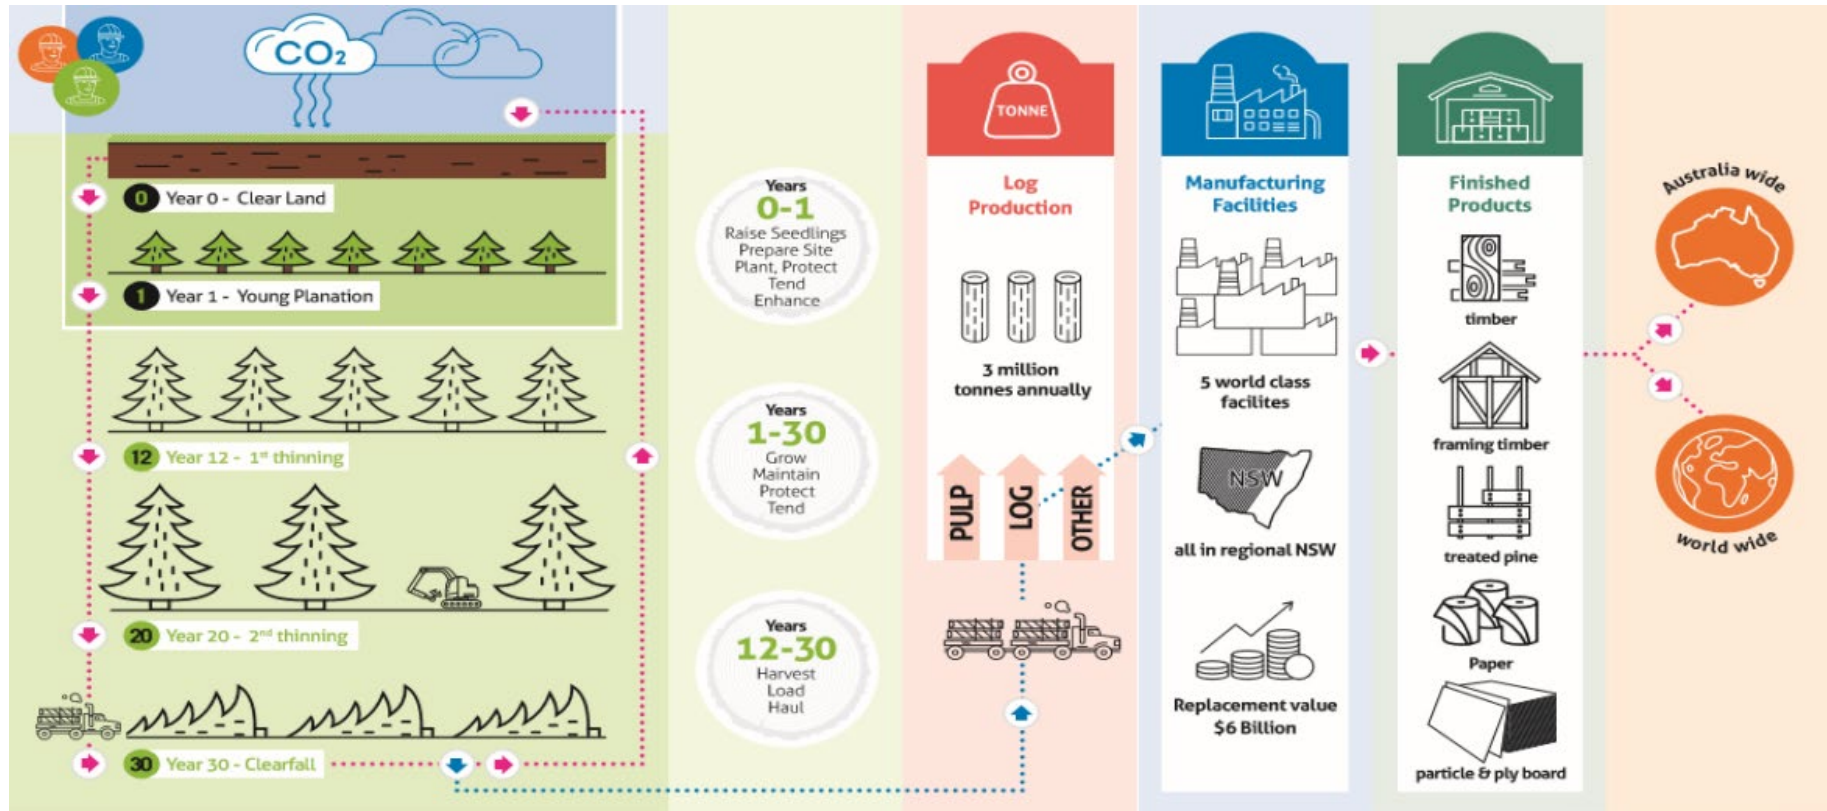 CO₂
0 Year 0 - Clear Land
1 Year 1 - Young Planation
12 Year 12 - 1st thinning
20 Year 20 - 2nd thinning
30 Year 30 - Clearfall
Years
0-1
Raise Seedlings
Prepare Site
Plant, Protect
Tend
Enhance
Years
1-30
Grow
Maintain
Protect
Tend
Years
12-30
Harvest
Load
Haul
TONNE
Log
Production
3 million
tonnes annually
PULP
LOG
OTHER
Manufacturing
Facilities
5 world class
facilites
NSW
all in regional NSW
Replacement value
$6 Billion
Finished
Products
timber
framing timber
treated pine
Paper
particle & ply board
Australia wide
world wide